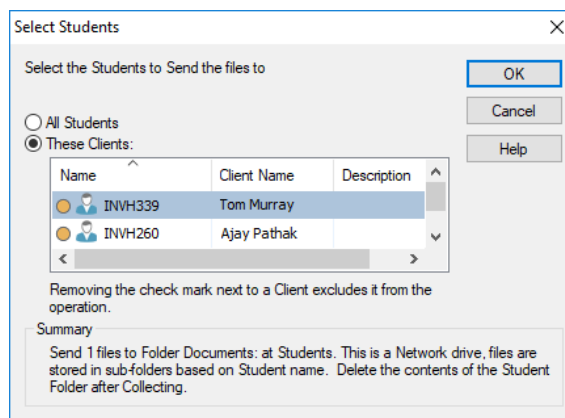 Select Students
Select the Students to Send the files to
OK
Cancel
Help
All Students
These Clients:
Name Client Name Description
INVH339 Tom Murray
INVH260 Ajay Pathak
Removing the check mark next to a Client excludes it from the
operation.
Summary
Send 1 files to Folder Documents: at Students. This is a Network drive, files are
stored in sub-folders based on Student name. Delete the contents of the Student
Folder after Collecting.